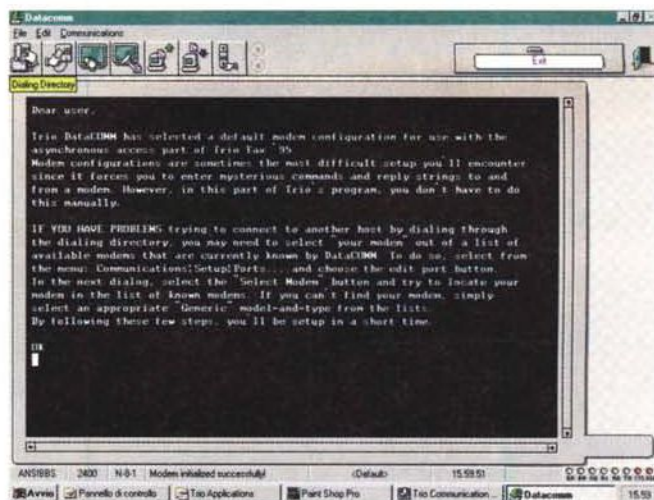 Datacomm
File Edit Communications
Exit
Dialing Directory
Dear user,
Trio DataCOMM has selected a default modem configuration for use with the
asynchronous access part of Trio Fax '95
Modem configurations are sometimes the most difficult setup you'll encounter
since it forces you to enter mysterious commands and reply strings to and
from a modem. However, in this part of Trio's program, you don't have to do
this manually.
IF YOU HAVE PROBLEMS trying to connect to another host by dialing through
the dialing directory, you may need to select "your modem" out of a list of
available modems that are currently known by DataCOMM. To do so, select from
the menu: Communications|Setup|Ports... and choose the edit port button.
In the next dialog, select the "Select Modem" button and try to locate your
modem in the list of known modems. If you can't find your modem, simply
select an appropriate "Generic" model-and-type from the lists.
By following these few steps, you'll be setup in a short time.
OK
ANSIBBS 2400 N-8-1 Modem initialized successfully! <Default> 15:59:51
Avvio Pannello di controllo Trio Applications Paint Shop Pro Trio Communication ... Datacomm 15.59